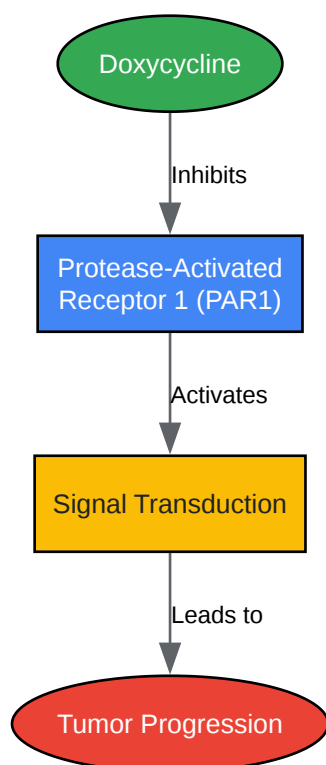 Doxycycline
Inhibits
Protease-Activated
Receptor 1 (PAR1)
Activates
Signal Transduction
Leads to
Tumor Progression